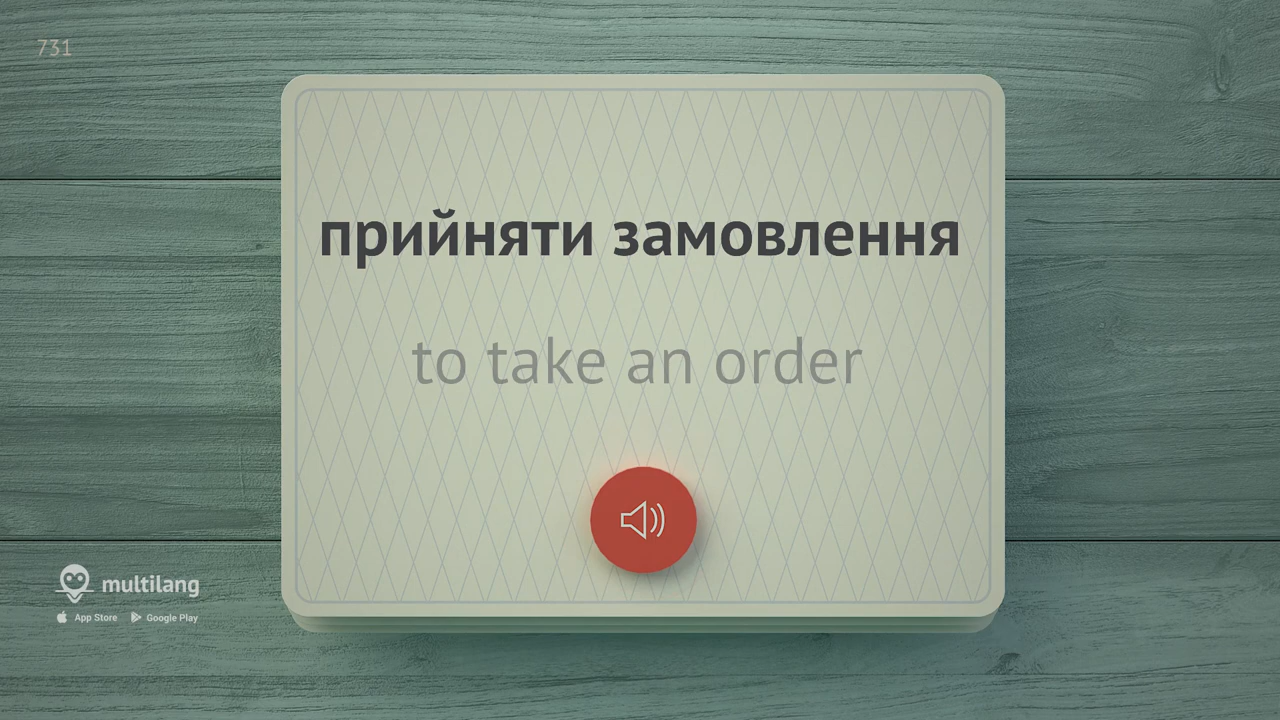 731
прийняти замовлення
to take an order
multilang
App Store
Google Play